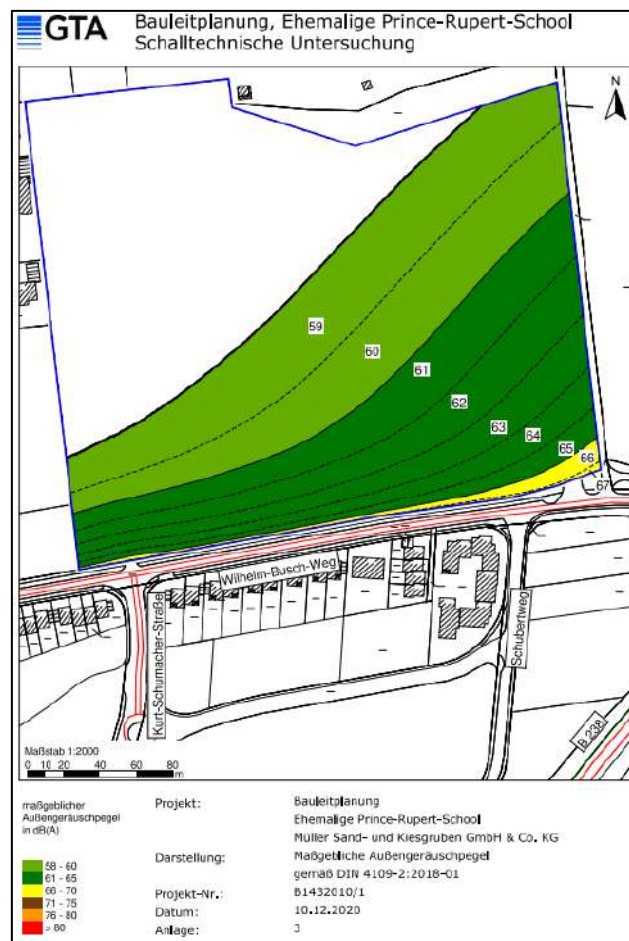 GTA
Bauleitplanung, Ehemalige Prince-Rupert-School
Schalltechnische Untersuchung
N
59
60
61
62
63
64
65
66
67
Wilhelm-Busch-Weg
Kurt-Schumacher-Straße
Schubertweg
B 238
Maßstab 1:2000
0 10 20 40 60 80
m
maßgeblicher
Außengeräuschpegel
in dB(A)
58 - 60
61 - 65
66 - 70
71 - 75
76 - 80
> 80
Projekt: Bauleitplanung
Ehemalige Prince-Rupert-School
Müller Sand- und Kiesgruben GmbH & Co. KG
Darstellung: Maßgebliche Außengeräuschpegel
gemäß DIN 4109-2:2018-01
Projekt-Nr.: B1432010/1
Datum: 10.12.2020
Anlage: 3